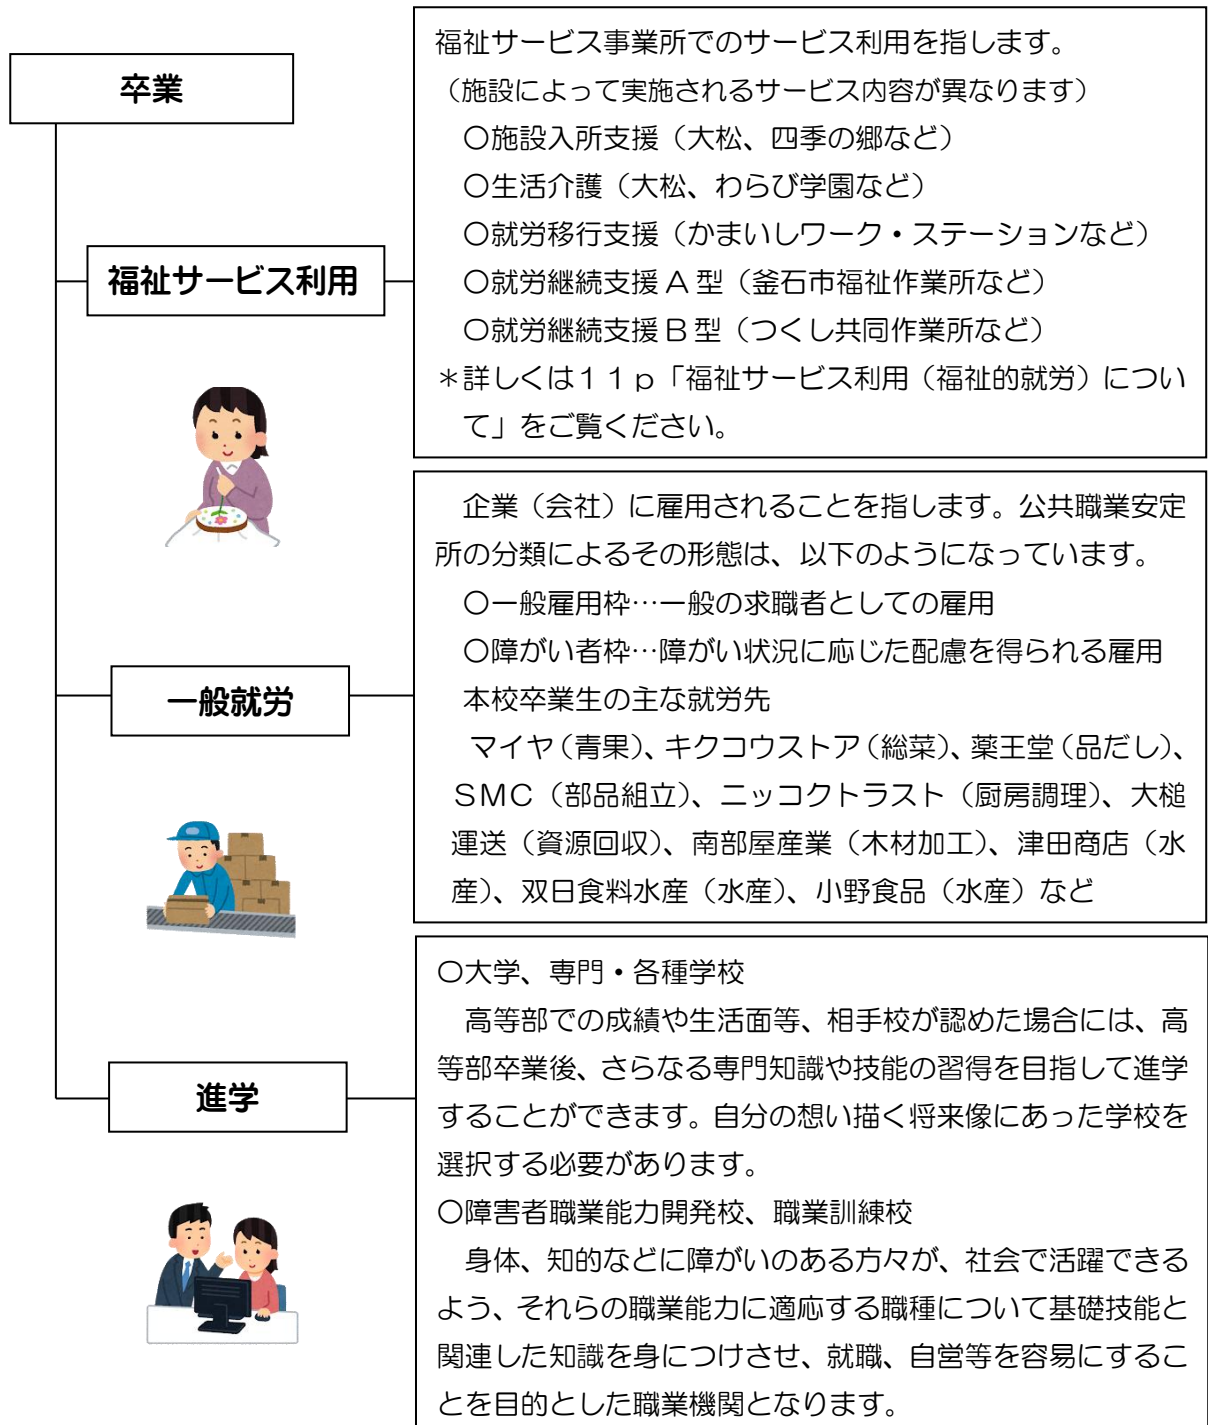 卒業
福祉サービス事業所でのサービス利用を指します。
(施設によって実施されるサービス内容が異なります)
〇施設入所支援(大松、四季の郷など)
〇生活介護(大松、わらび学園など)
〇就労移行支援(かまいしワーク・ステーションなど)
〇就労継続支援A型(釜石市福祉作業所など)
〇就労継続支援B型(つくし共同作業所など)
*詳しくは11p「福祉サービス利用(福祉的就労)につい
て」をご覧ください。
福祉サービス利用
企業(会社)に雇用されることを指します。公共職業安定
所の分類によるその形態は、以下のようになっています。
〇一般雇用枠…一般の求職者としての雇用
〇障がい者枠…障がい状況に応じた配慮を得られる雇用
本校卒業生の主な就労先
マイヤ(青果)、キクコウストア(総菜)、薬王堂(品だし)、
SMC(部品組立)、ニッコクトラスト(厨房調理)、大槌
運送(資源回収)、南部屋産業(木材加工)、津田商店(水
産)、双日食料水産(水産)、小野食品(水産)など
一般就労
〇大学、専門・各種学校
高等部での成績や生活面等、相手校が認めた場合には、高
等部卒業後、さらなる専門知識や技能の習得を目指して進学
することができます。自分の想い描く将来像にあった学校を
選択する必要があります。
〇障害者職業能力開発校、職業訓練校
身体、知的などに障がいのある方々が、社会で活躍できる
よう、それらの職業能力に適応する職種について基礎技能と
関連した知識を身につけさせ、就職、自営等を容易にするこ
とを目的とした職業機関となります。
進学